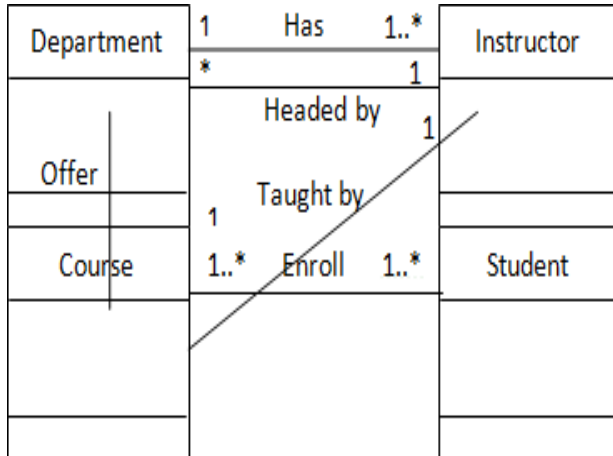 Department 1 Has 1..* Instructor
* 1
Headed by
1
Offer
Taught by
1
Course 1..* Enroll 1..* Student